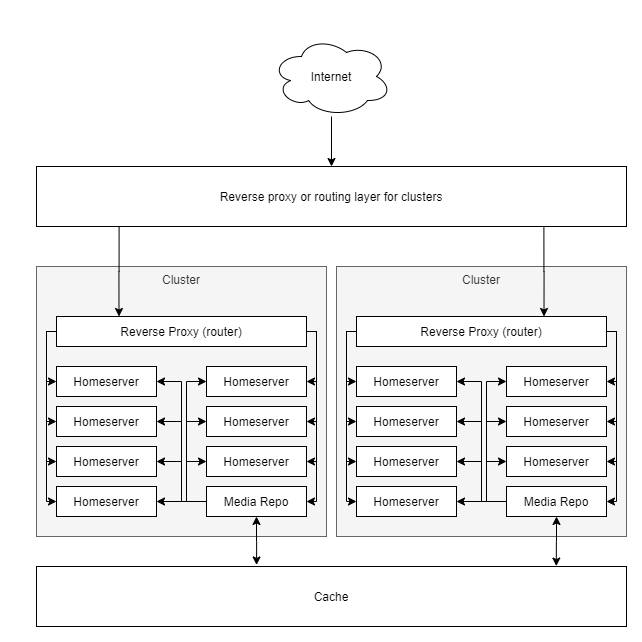 Internet
Reverse proxy or routing layer for clusters
Cluster
Reverse Proxy (router)
Homeserver
Homeserver
Homeserver
Homeserver
Homeserver
Homeserver
Homeserver
Media Repo
Cluster
Reverse Proxy (router)
Homeserver
Homeserver
Homeserver
Homeserver
Homeserver
Homeserver
Homeserver
Media Repo
Cache